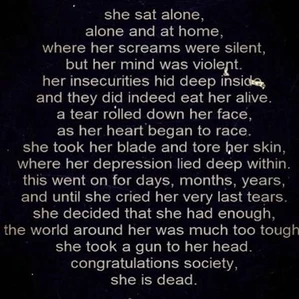 she sat alone,
alone and at home,
where her screams were silent,
but her mind was violent.
her insecurities hid deep inside,
and they did indeed eat her alive.
a tear rolled down her face,
as her heart began to race.
she took her blade and tore her skin,
where her depression lied deep within.
this went on for days, months, years,
and until she cried her very last tears.
she decided that she had enough,
the world around her was much too tough
she took a gun to her head.
congratulations society,
she is dead.